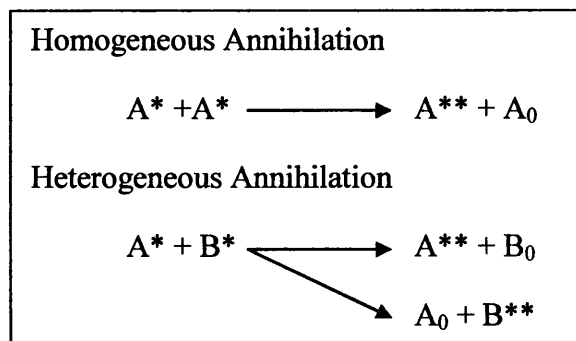 Homogeneous Annihilation
A* +A* → A** + A₀
Heterogeneous Annihilation
A* + B* → A** + B₀
A₀ + B**